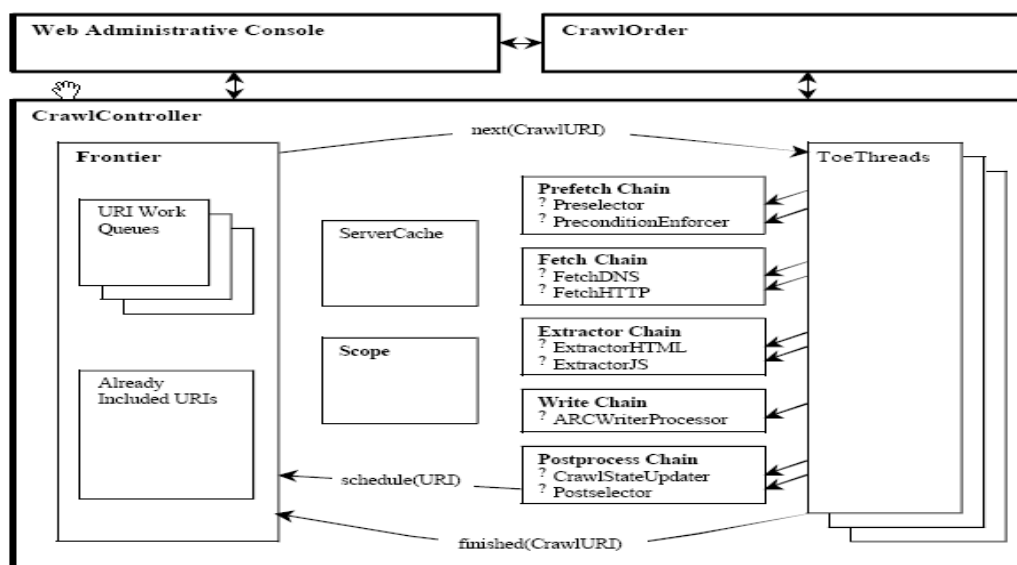 Web Administrative Console
CrawlOrder
CrawlController
next(CrawlURI)
Frontier
ToeThreads
URI Work
Queues
ServerCache
Prefetch Chain
? Preselector
? PreconditionEnforcer
Fetch Chain
? FetchDNS
? FetchHTTP
Scope
Extractor Chain
? ExtractorHTML
? ExtractorJS
Already
Included URIs
Write Chain
? ARCWriterProcessor
schedule(URI)
Postprocess Chain
? CrawlStateUpdater
? Postselector
finished(CrawlURI)